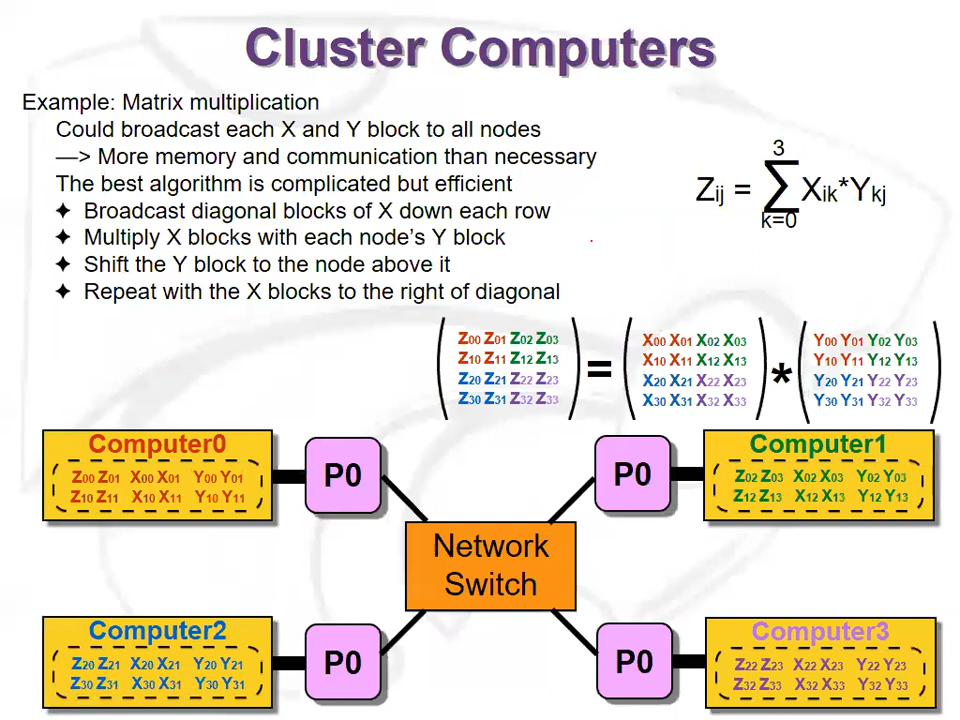 Cluster Computers
Example: Matrix multiplication
Could broadcast each X and Y block to all nodes
—> More memory and communication than necessary
The best algorithm is complicated but efficient
✦ Broadcast diagonal blocks of X down each row
✦ Multiply X blocks with each node's Y block
✦ Shift the Y block to the node above it
✦ Repeat with the X blocks to the right of diagonal
3
Zij = ∑ Xik*Ykj
k=0
Z00 Z01 Z02 Z03 X00 X01 X02 X03 Y00 Y01 Y02 Y03
Z10 Z11 Z12 Z13 X10 X11 X12 X13 Y10 Y11 Y12 Y13
= *
Z20 Z21 Z22 Z23 X20 X21 X22 X23 Y20 Y21 Y22 Y23
Z30 Z31 Z32 Z33 X30 X31 X32 X33 Y30 Y31 Y32 Y33
Computer0
Z00 Z01 X00 X01 Y00 Y01
Z10 Z11 X10 X11 Y10 Y11
P0
P0
Computer1
Z02 Z03 X02 X03 Y02 Y03
Z12 Z13 X12 X13 Y12 Y13
Network
Switch
Computer2
Z20 Z21 X20 X21 Y20 Y21
Z30 Z31 X30 X31 Y30 Y31
P0
P0
Computer3
Z22 Z23 X22 X23 Y22 Y23
Z32 Z33 X32 X33 Y32 Y33